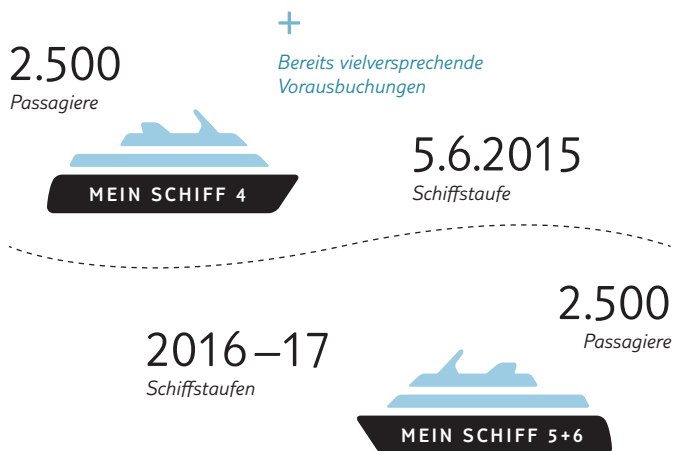 +
2.500
Passagiere
Bereits vielversprechende
Vorausbuchungen
MEIN SCHIFF 4
5.6.2015
Schiffstaufe
2.500
Passagiere
2016–17
Schiffstaufen
MEIN SCHIFF 5+6